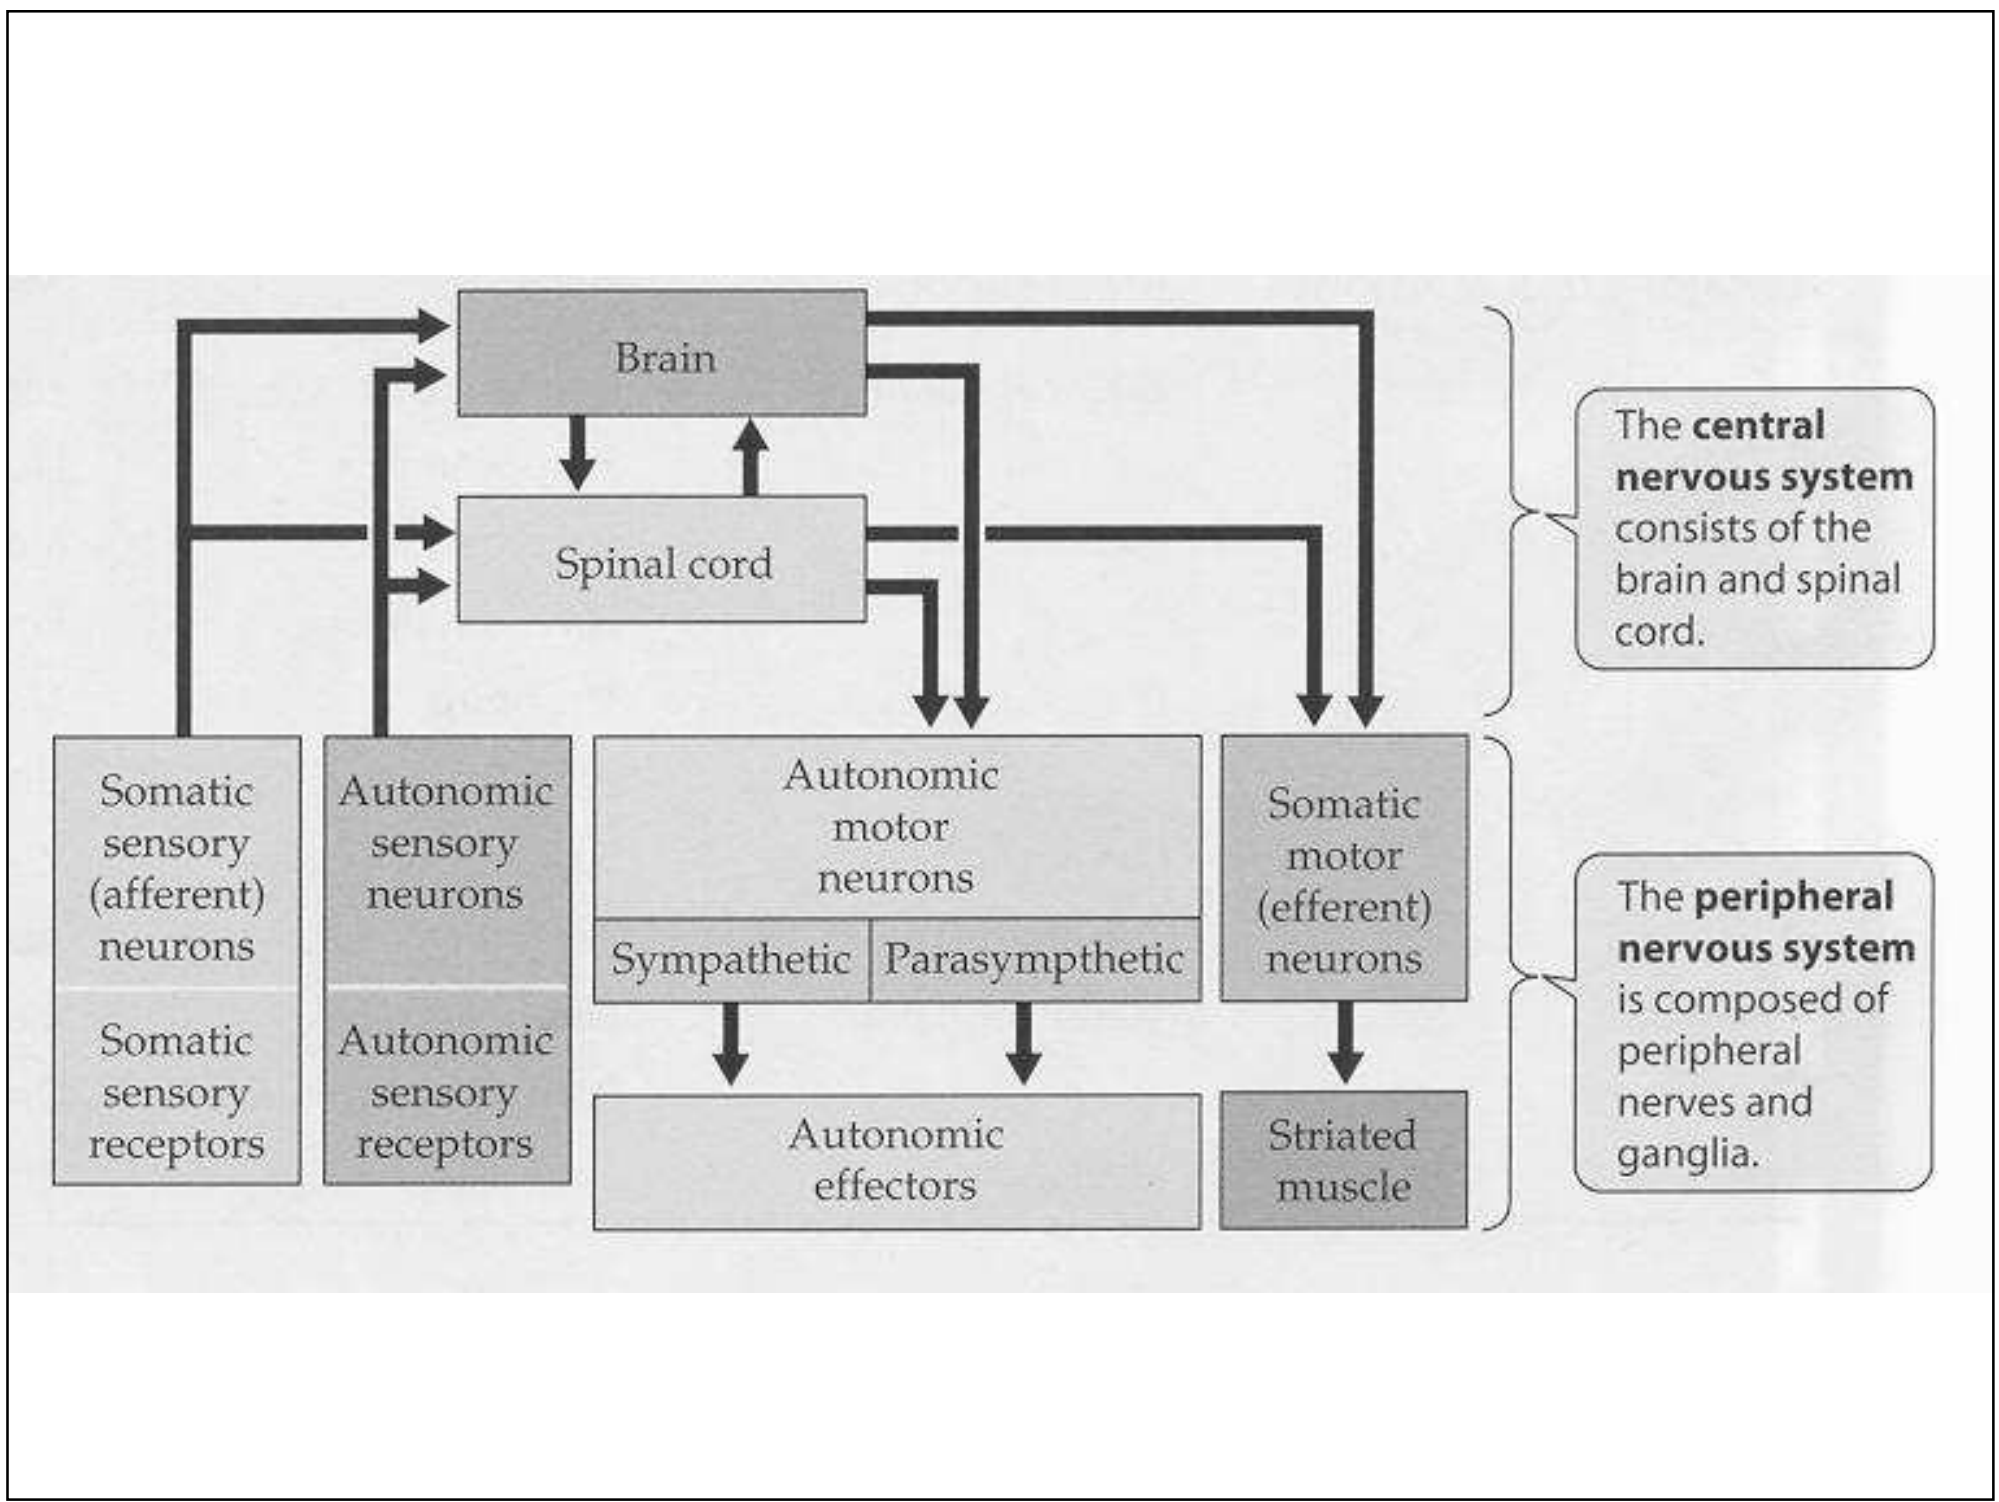 Brain
Spinal cord
The central
nervous system
consists of the
brain and spinal
cord.
Somatic
sensory
(afferent)
neurons
Somatic
sensory
receptors
Autonomic
sensory
neurons
Autonomic
sensory
receptors
Autonomic
motor
neurons
Sympathetic
Parasympthetic
Autonomic
effectors
Somatic
motor
(efferent)
neurons
Striated
muscle
The peripheral
nervous system
is composed of
peripheral
nerves and
ganglia.